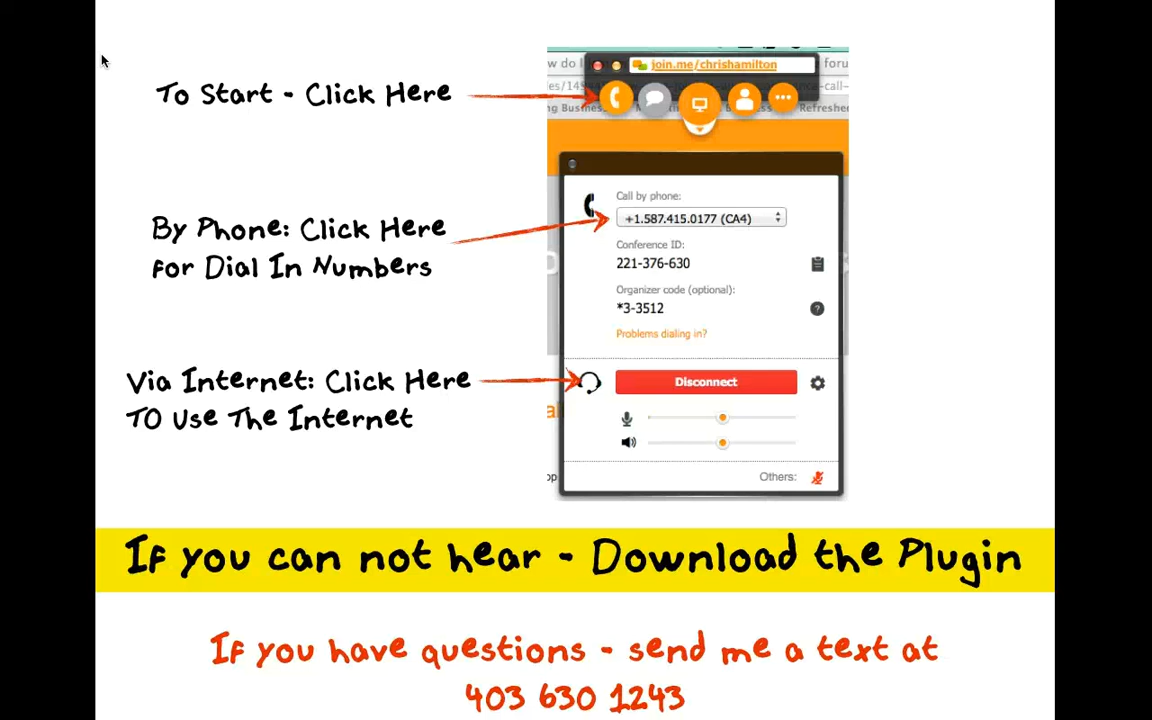 To Start - Click Here
join.me/chrishamilton
w do I
foru
By Phone: Click Here
for Dial In Numbers
Call by phone:
+1.587.415.0177 (CA4)
Conference ID:
221-376-630
Organizer code (optional):
*3-3512
Problems dialing in?
Via Internet: Click Here
TO Use The Internet
Disconnect
Others:
If you can not hear - Download the Plugin
If you have questions - send me a text at
403 630 1243